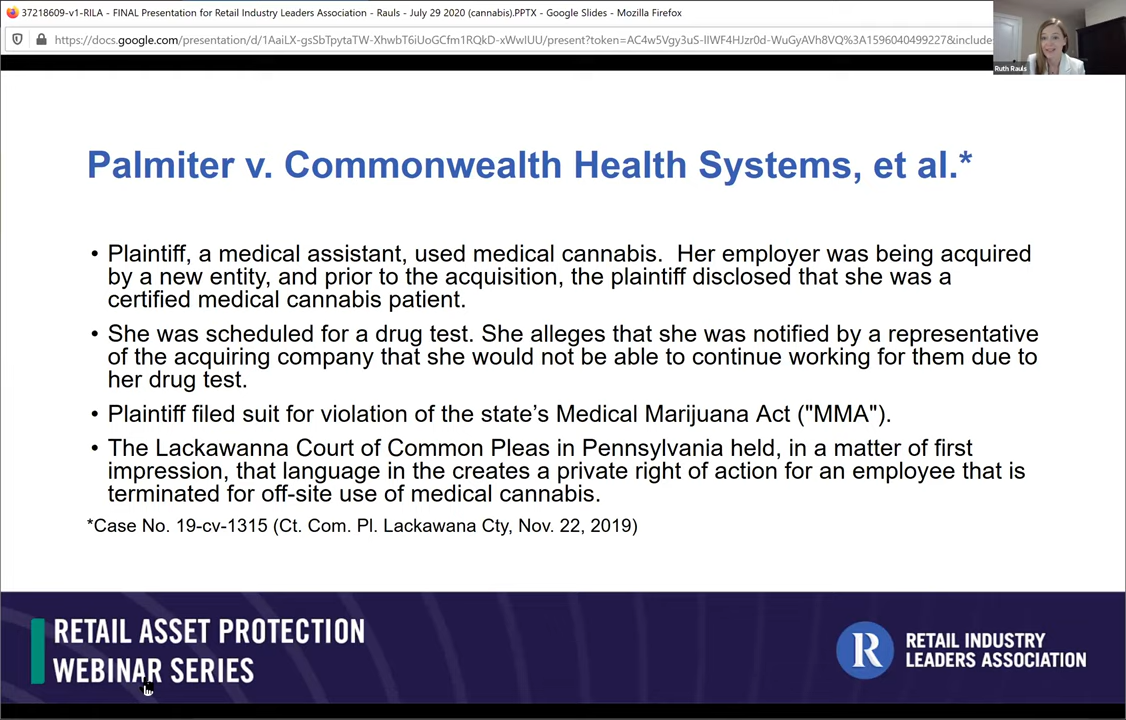 37218609-v1-RILA - FINAL Presentation for Retail Industry Leaders Association - Rauls - July 29 2020 (cannabis).PPTX - Google Slides - Mozilla Firefox
https://docs.google.com/presentation/d/1AaiLX-gsSbTpytaTW-XhwbT6iUoGCfm1RQkD-xWwIUU/present?token=AC4w5Vgy3uS-lIWF4HJzr0d-WuGyAVh8VQ%3A1596040499227&include
Ruth Rauls
Palmiter v. Commonwealth Health Systems, et al.*
• Plaintiff, a medical assistant, used medical cannabis. Her employer was being acquired
by a new entity, and prior to the acquisition, the plaintiff disclosed that she was a
certified medical cannabis patient.
• She was scheduled for a drug test. She alleges that she was notified by a representative
of the acquiring company that she would not be able to continue working for them due to
her drug test.
• Plaintiff filed suit for violation of the state's Medical Marijuana Act ("MMA").
• The Lackawanna Court of Common Pleas in Pennsylvania held, in a matter of first
impression, that language in the creates a private right of action for an employee that is
terminated for off-site use of medical cannabis.
*Case No. 19-cv-1315 (Ct. Com. Pl. Lackawana Cty, Nov. 22, 2019)
RETAIL ASSET PROTECTION
WEBINAR SERIES
R
RETAIL INDUSTRY
LEADERS ASSOCIATION